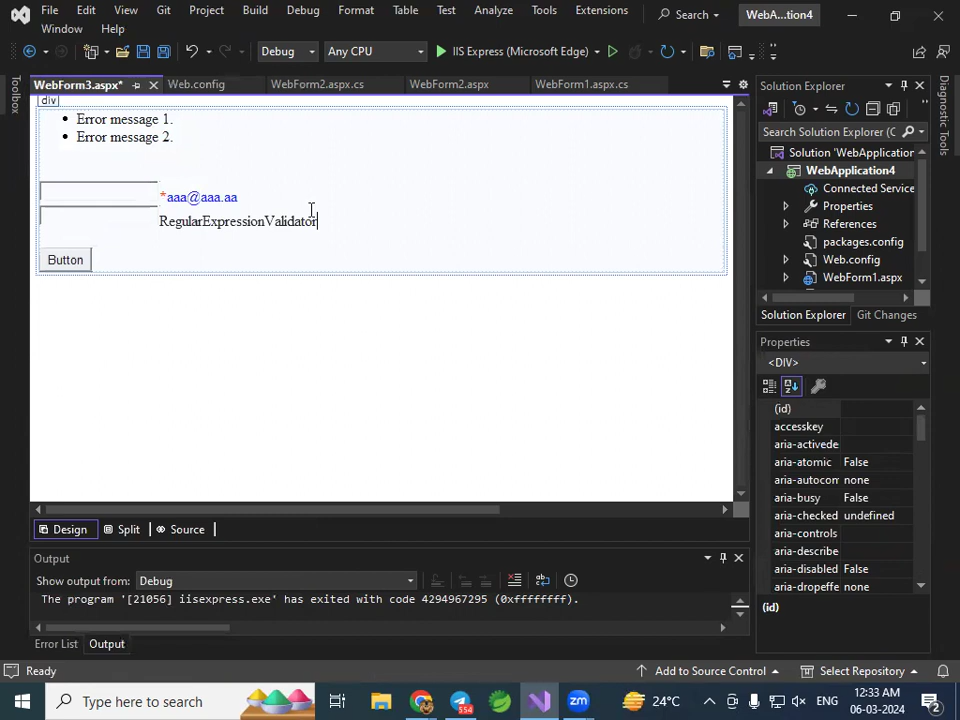 File Edit View Git Project Build Debug Format Table Test Analyze Tools Extensions Search WebA...tion4
Window Help
Debug Any CPU IIS Express (Microsoft Edge)
WebForm3.aspx* Web.config WebForm2.aspx.cs WebForm2.aspx WebForm1.aspx.cs
Toolbox
div
Error message 1.
Error message 2.
*aaa@aaa.aa
RegularExpressionValidator
Button
Design Split Source
Output
Show output from: Debug
The program '[21056] iisexpress.exe' has exited with code 4294967295 (0xffffffff).
Error List Output
Solution Explorer
Search Solution Explorer (C
Solution 'WebApplication
WebApplication4
Connected Service
Properties
References
packages.config
Web.config
WebForm1.aspx
Solution Explorer Git Changes
Diagnostic Tools
Properties
<DIV>
(id)
accesskey
aria-activede
aria-atomic False
aria-autocom none
aria-busy False
aria-checked undefined
aria-controls
aria-describe
aria-disabled False
aria-dropeffe none
(id)
Ready Add to Source Control Select Repository
Type here to search 554 24°C ENG 12:33 AM 06-03-2024 2